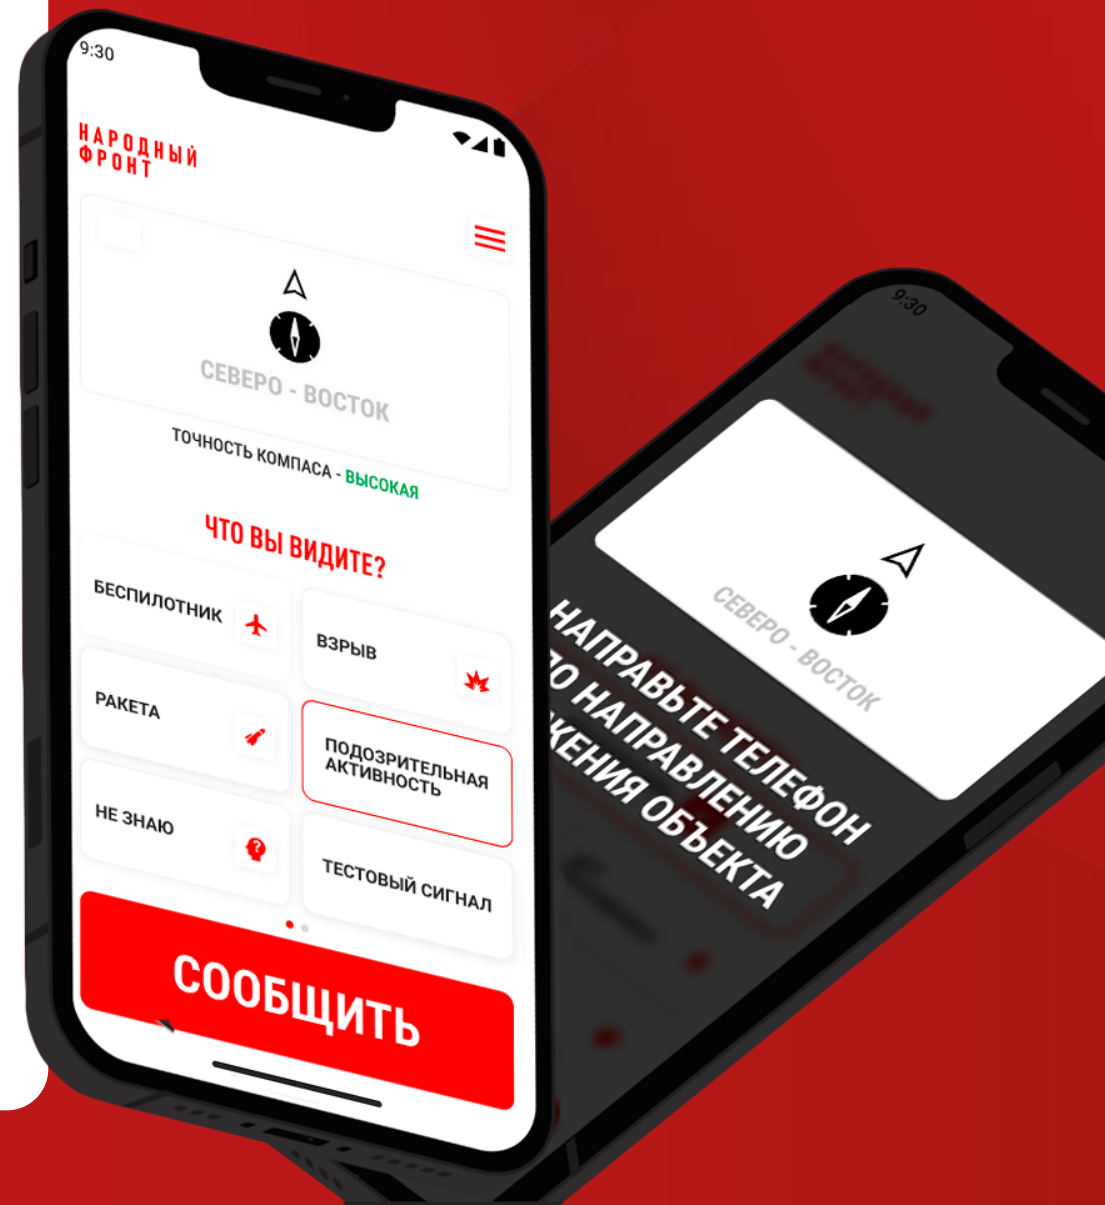 9:30
НАРОДНЫЙ
ФРОНТ
СЕВЕРО - ВОСТОК
ТОЧНОСТЬ КОМПАСА - ВЫСОКАЯ
ЧТО ВЫ ВИДИТЕ?
БЕСПИЛОТНИК
ВЗРЫВ
РАКЕТА
ПОДОЗРИТЕЛЬНАЯ
АКТИВНОСТЬ
НЕ ЗНАЮ
ТЕСТОВЫЙ СИГНАЛ
СООБЩИТЬ
9:30
СЕВЕРО - ВОСТОК
НАПРАВЬТЕ ТЕЛЕФОН
НАПРАВЛЕНИЮ
ОБЪЕКТА